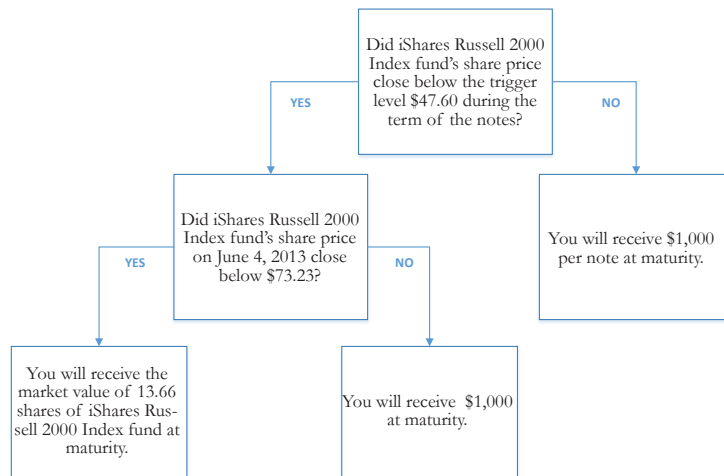 Did iShares Russell 2000
Index fund’s share price
close below the trigger
level $47.60 during the
term of the notes?
YES
NO
Did iShares Russell 2000
Index fund’s share price
on June 4, 2013 close
below $73.23?
You will receive $1,000
per note at maturity.
YES
NO
You will receive the
market value of 13.66
shares of iShares Rus-
sell 2000 Index fund at
maturity.
You will receive $1,000
at maturity.